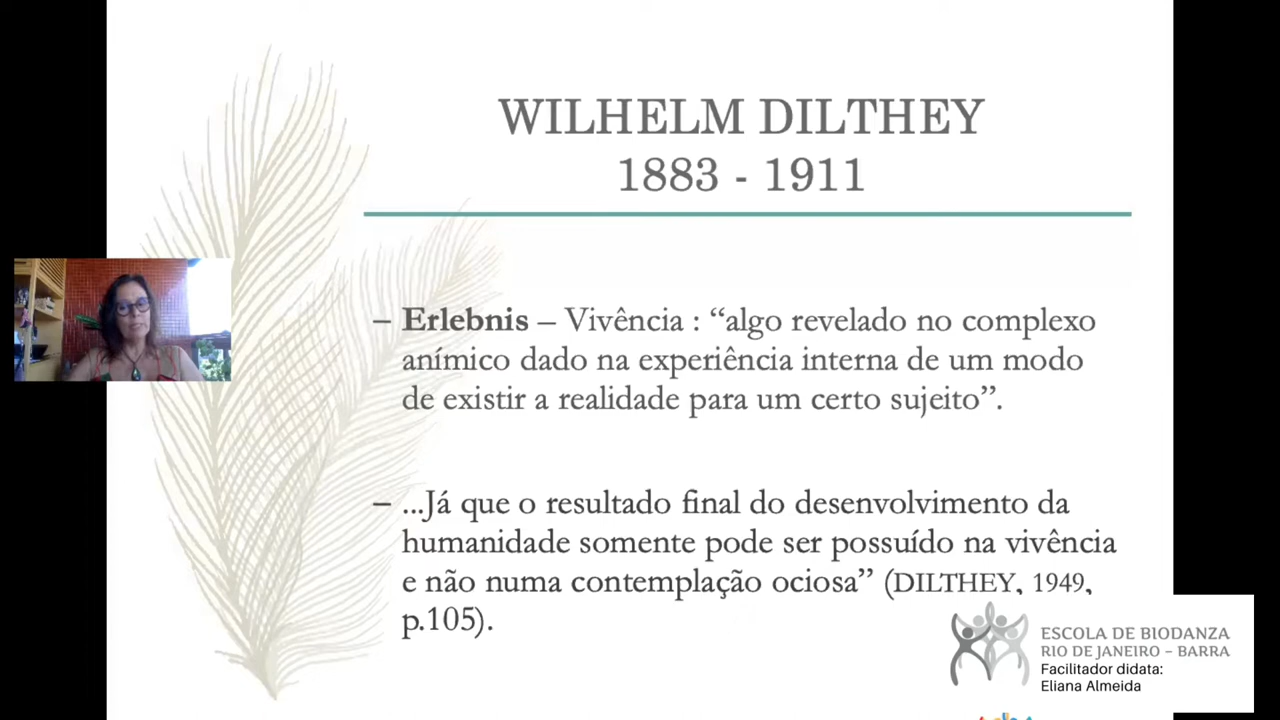 WILHELM DILTHEY
1883 - 1911
– Erlebnis – Vivência : “algo revelado no complexo
anímico dado na experiência interna de um modo
de existir a realidade para um certo sujeito”.
– ...Já que o resultado final do desenvolvimento da
humanidade somente pode ser possuído na vivência
e não numa contemplação ociosa” (DILTHEY, 1949,
p.105).
ESCOLA DE BIODANZA
RIO DE JANEIRO – BARRA
Facilitador didata:
Eliana Almeida